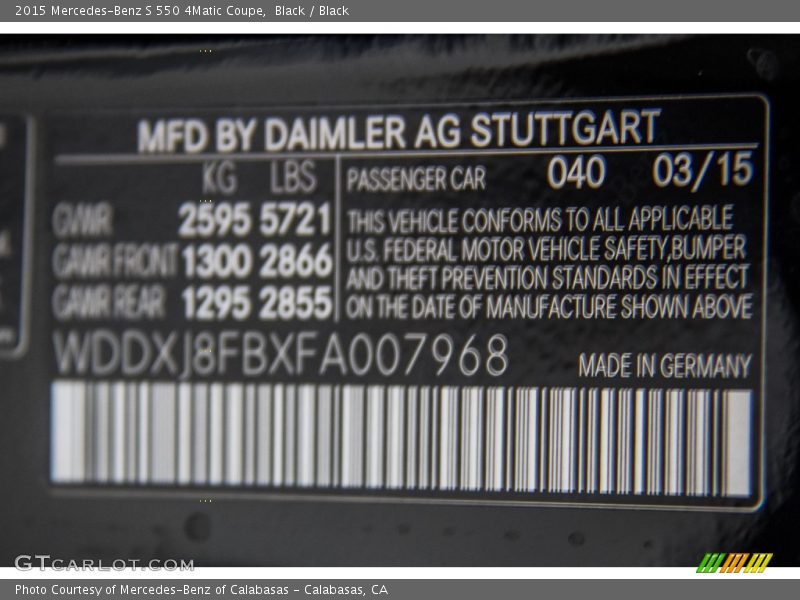 2015 Mercedes-Benz S 550 4Matic Coupe,  Black / Black
MFD BY DAIMLER AG STUTTGART
KG LBS
GVWR 2595 5721
GAWR FRONT 1300 2866
GAWR REAR 1295 2855
PASSENGER CAR 040 03/15
THIS VEHICLE CONFORMS TO ALL APPLICABLE
U.S. FEDERAL MOTOR VEHICLE SAFETY,BUMPER
AND THEFT PREVENTION STANDARDS IN EFFECT
ON THE DATE OF MANUFACTURE SHOWN ABOVE
WDDXJ8FBXFA007968
MADE IN GERMANY
GTCARLOT.COM
Photo Courtesy of Mercedes-Benz of Calabasas - Calabasas, CA